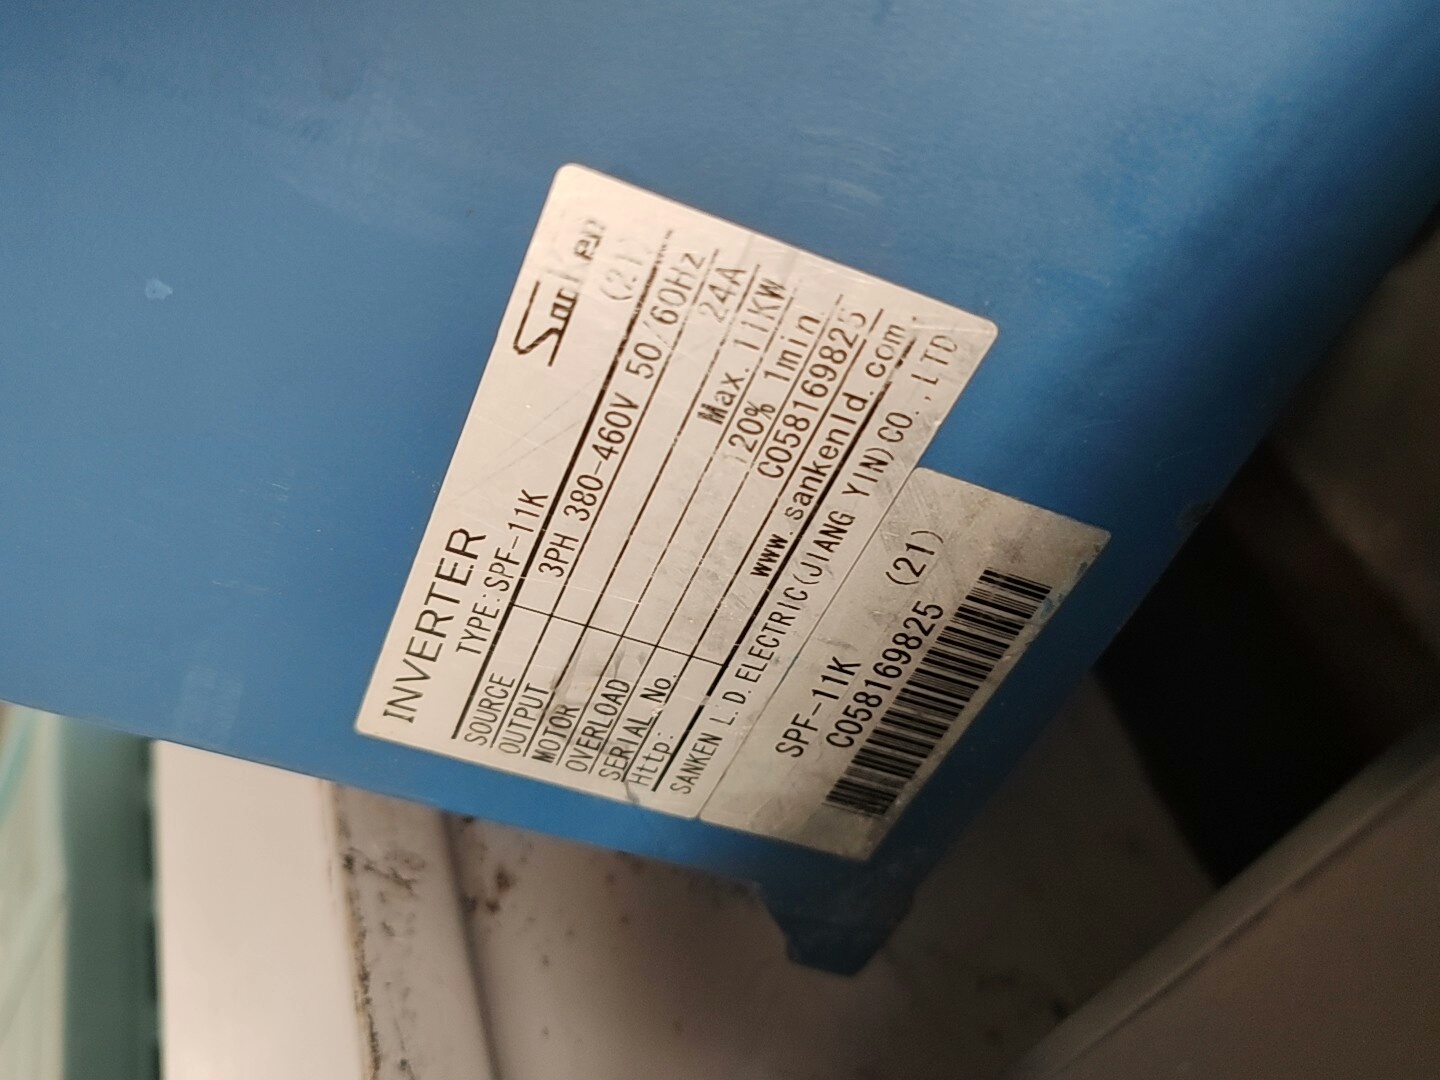 INVERTER Sanken
TYPE:SPF-11K (21)
SOURCE 3PH 380-460V 50/60Hz
OUTPUT 24A
MOTOR Max. 11KW
OVERLOAD 120% 1min
SERIAL No. C058169825
Http: www.sankenld.com
SANKEN L.D.ELECTRIC(JIANG YIN)CO.,LTD
SPF-11K (21)
C058169825